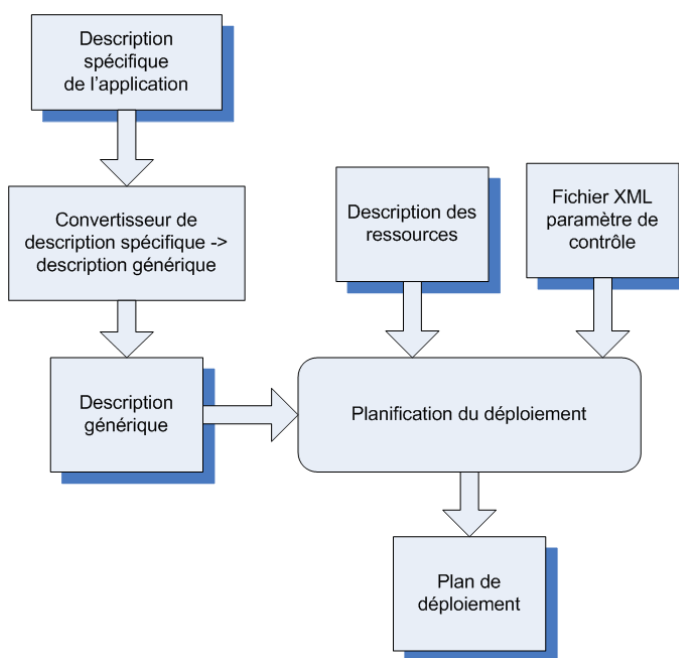 Description
spécifique
de l’application
Convertisseur de
description spécifique ->
description générique
Description des
ressources
Fichier XML
paramètre de
contrôle
Description
générique
Planification du déploiement
Plan de
déploiement